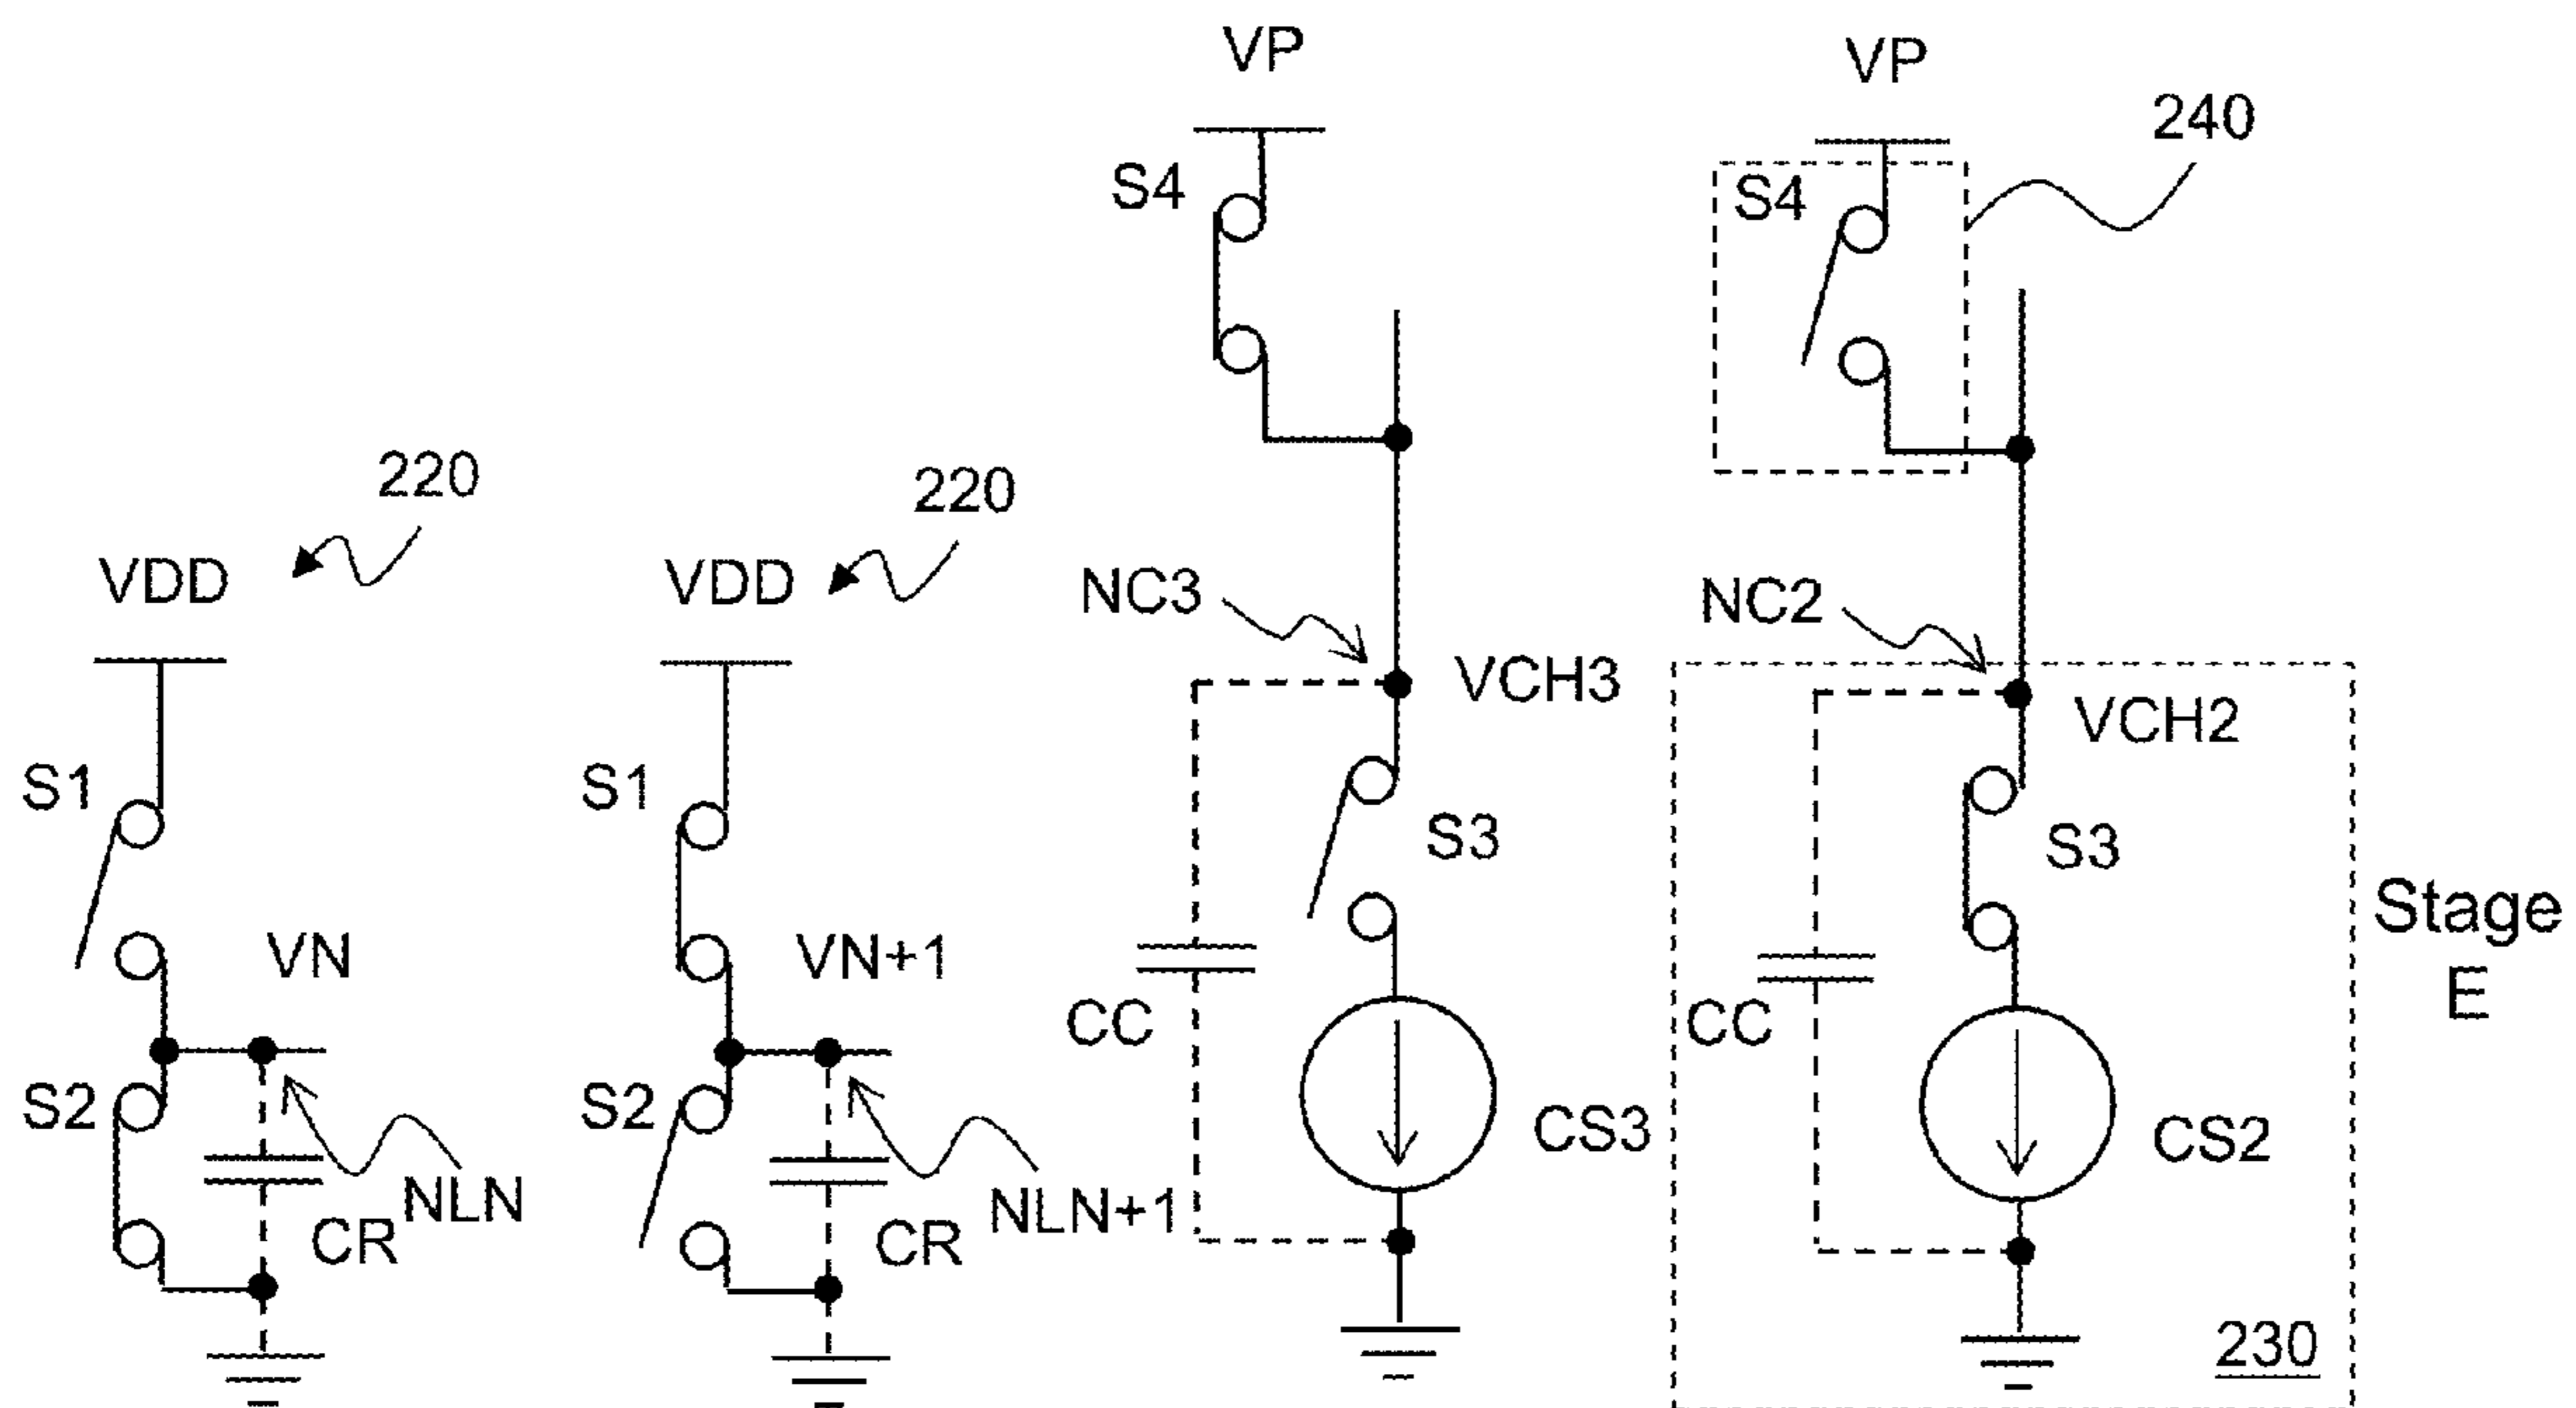 VP
VP
240
S4
S4
220
220
VDD
VDD
NC3
NC2
VCH3
VCH2
S1
S1
S3
S3
Stage
E
VN
VN+1
CC
CC
S2
S2
CS3
CS2
NLN
NLN+1
CR
CR
230